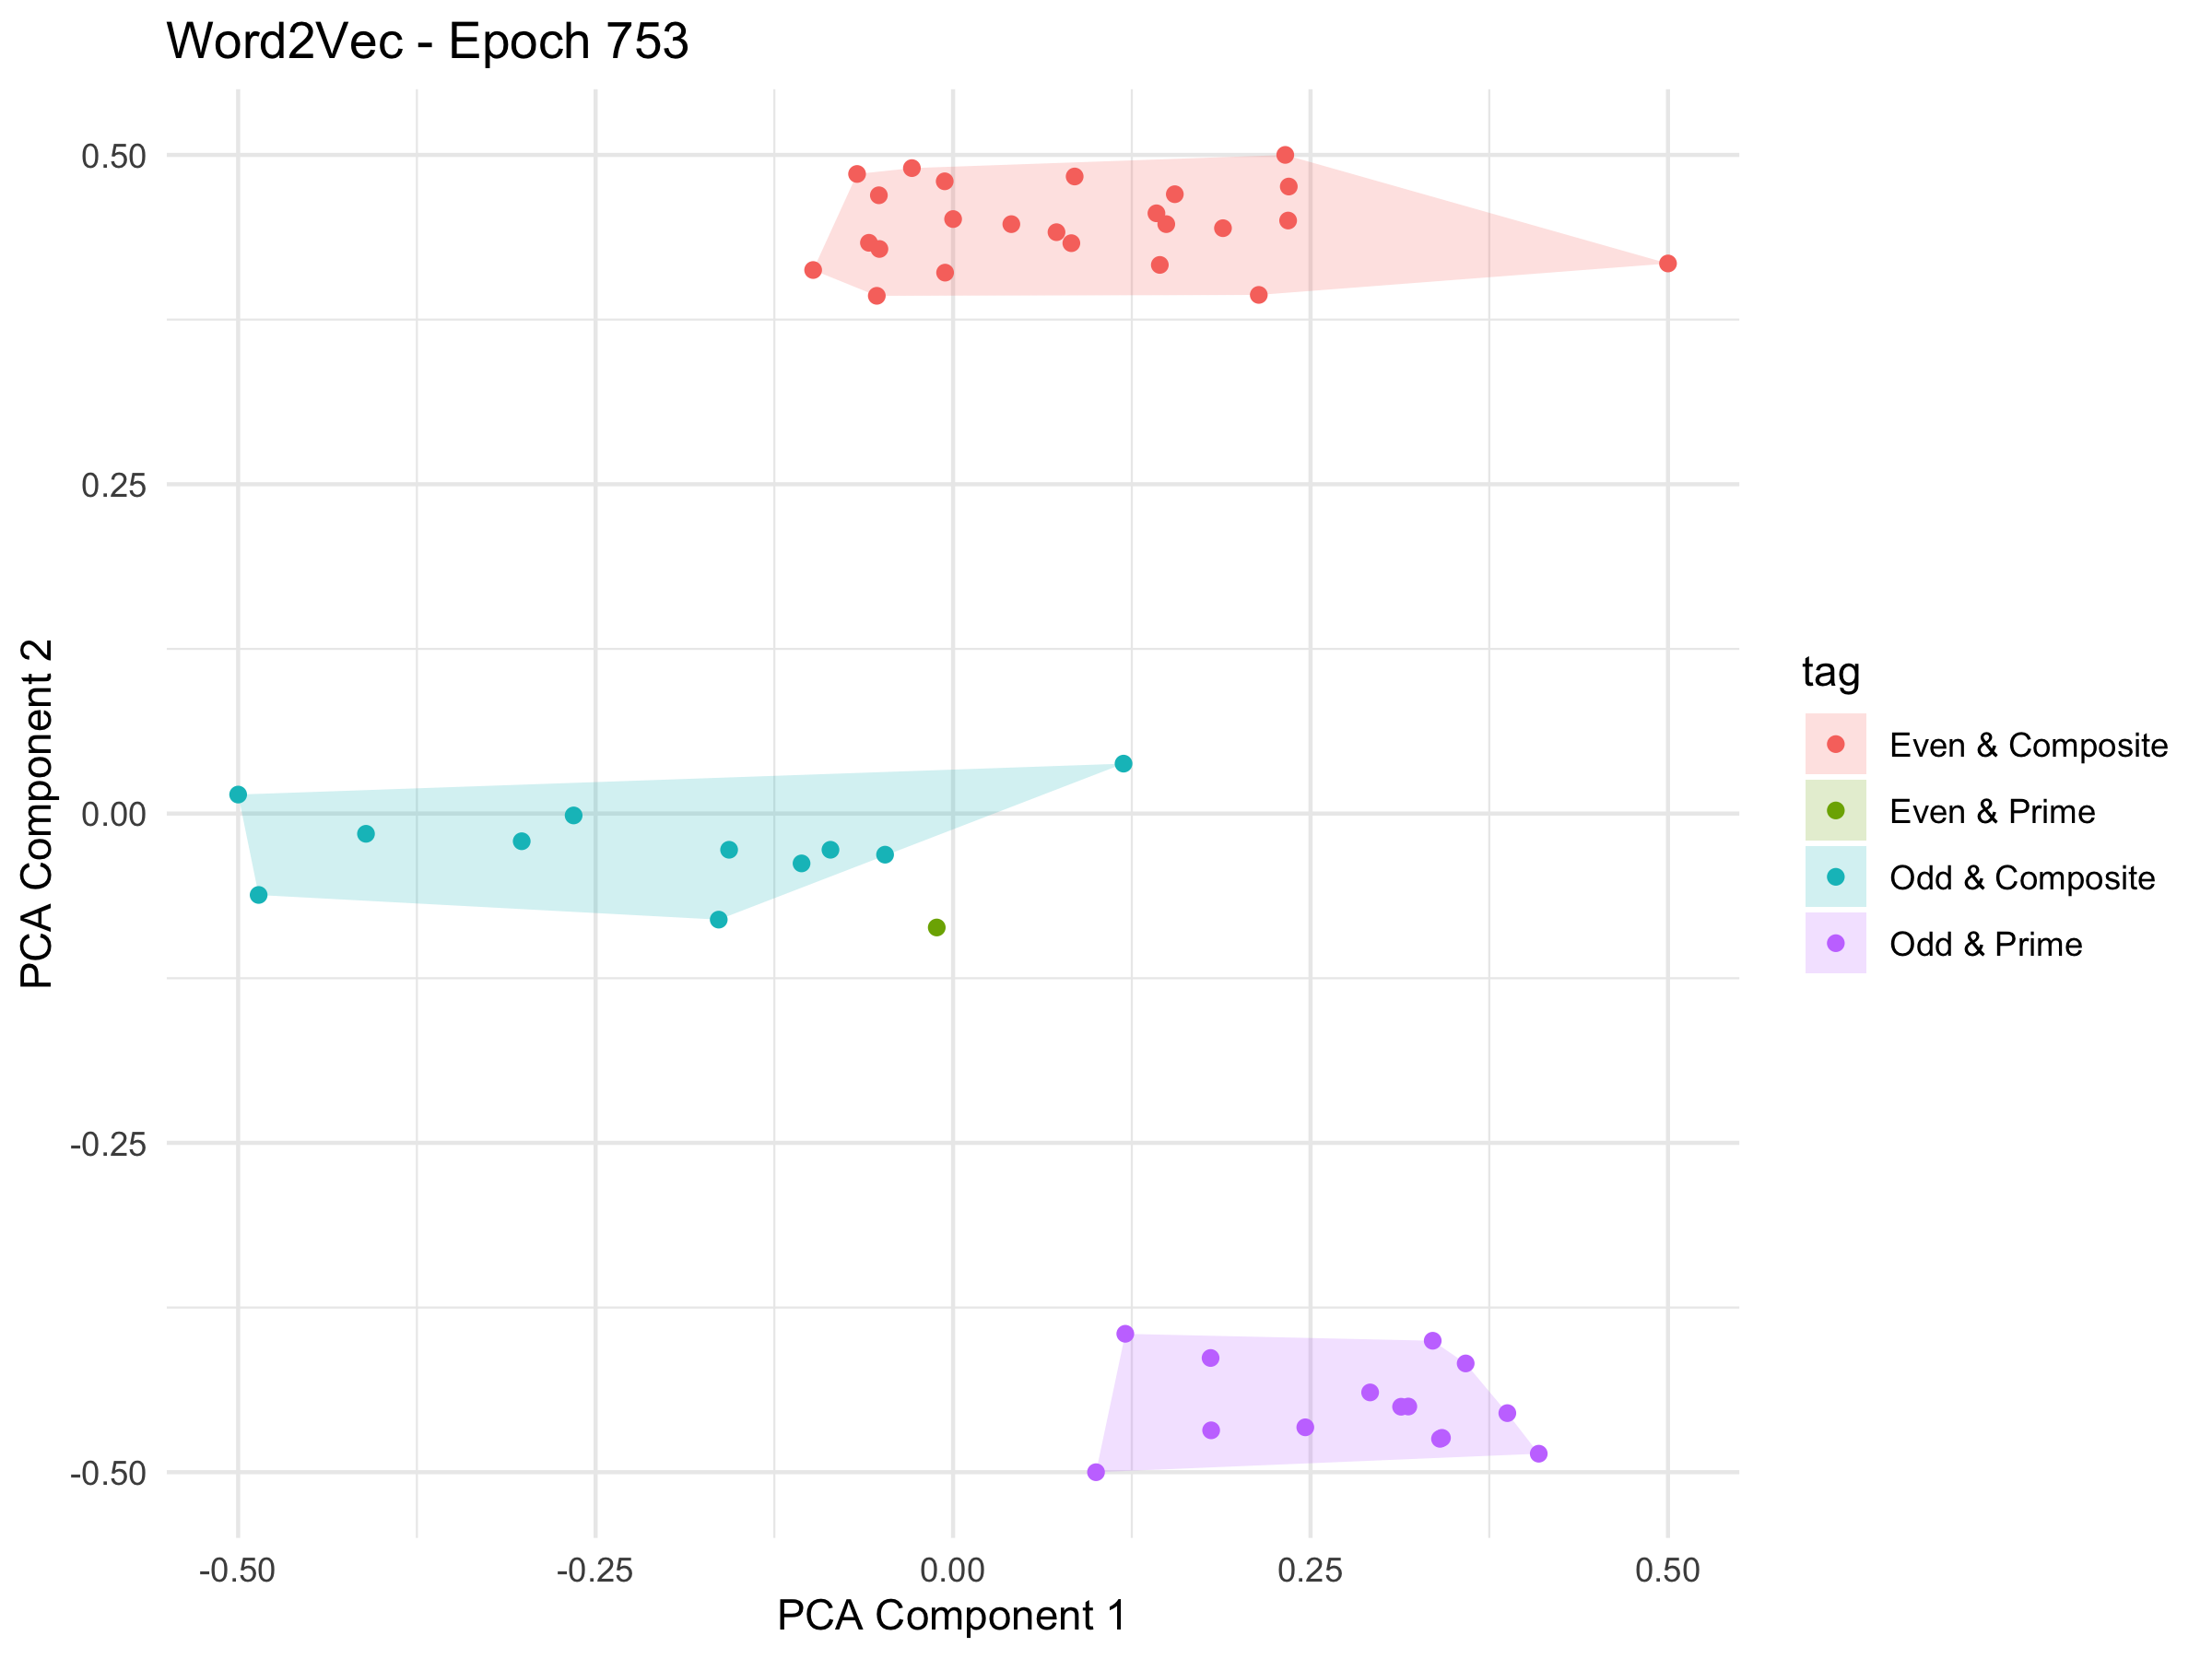 Word2Vec - Epoch 753
0.50
0.25
0.00
-0.25
-0.50
PCA Component 2
-0.50
-0.25
0.00
0.25
0.50
PCA Component 1
tag
Even & Composite
Even & Prime
Odd & Composite
Odd & Prime